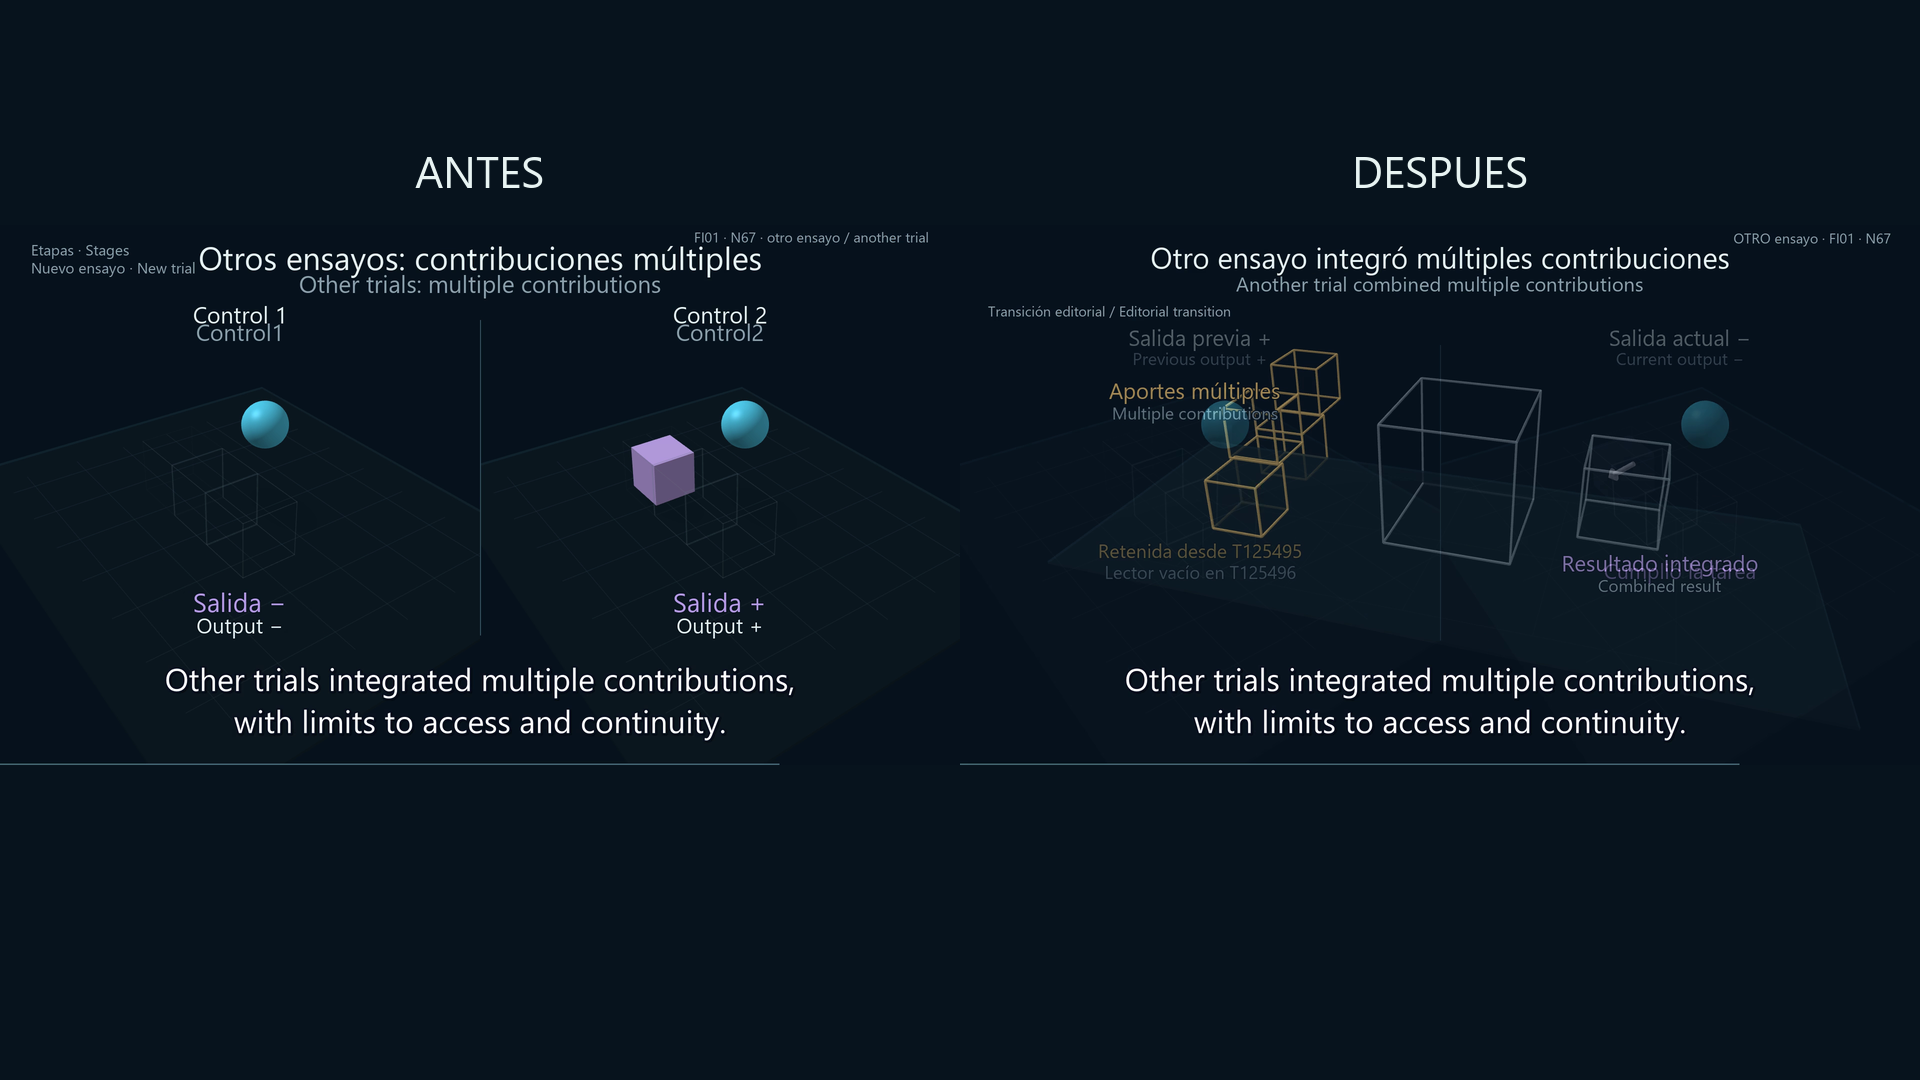 ANTES
Etapas · Stages
Nuevo ensayo · New trial
FI01 · N67 · otro ensayo / another trial
Otros ensayos: contribuciones múltiples
Other trials: multiple contributions
Control 1
Control1
Control 2
Control2
Salida −
Output −
Salida +
Output +
Other trials integrated multiple contributions,
with limits to access and continuity.
DESPUES
OTRO ensayo · FI01 · N67
Otro ensayo integró múltiples contribuciones
Another trial combined multiple contributions
Transición editorial / Editorial transition
Salida previa +
Previous output +
Salida actual −
Current output −
Aportes múltiples
Multiple contributions
Retenida desde T125495
Lector vacío en T125496
Resultado integrado
Cumplió la tarea
Combined result
Other trials integrated multiple contributions,
with limits to access and continuity.